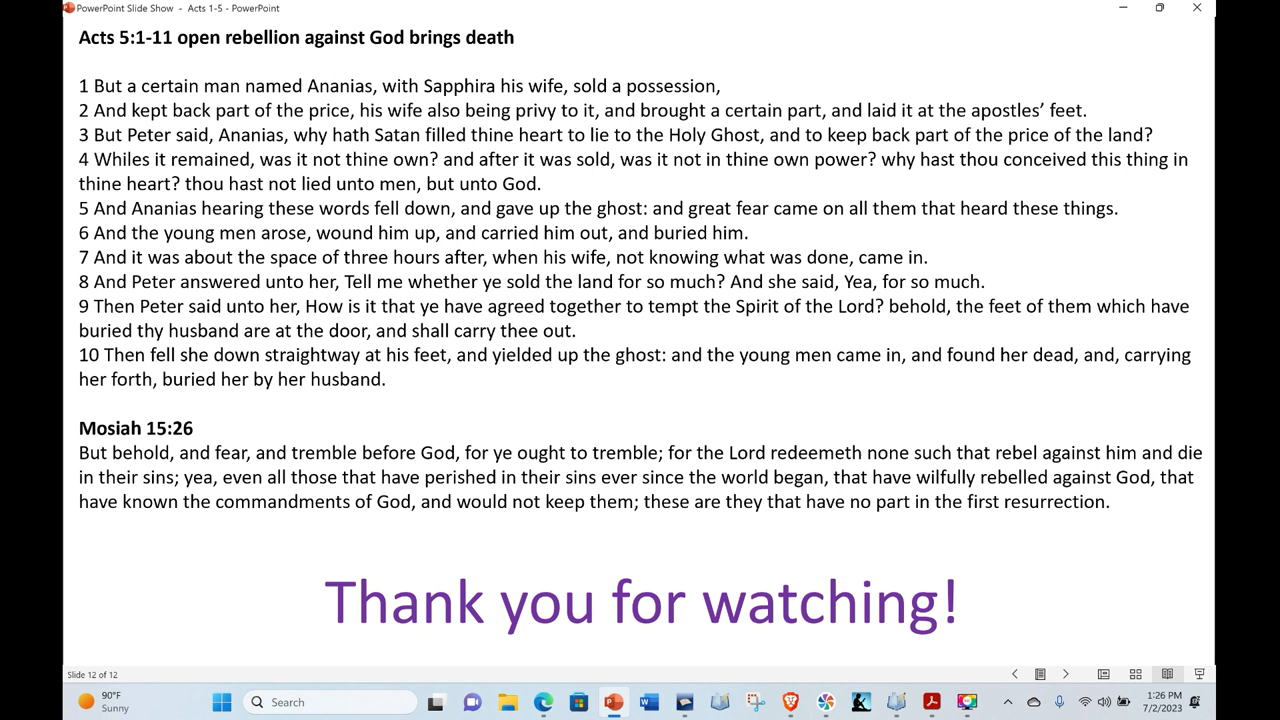 PowerPoint Slide Show - Acts 1-5 - PowerPoint
Acts 5:1-11 open rebellion against God brings death
1 But a certain man named Ananias, with Sapphira his wife, sold a possession,
2 And kept back part of the price, his wife also being privy to it, and brought a certain part, and laid it at the apostles’ feet.
3 But Peter said, Ananias, why hath Satan filled thine heart to lie to the Holy Ghost, and to keep back part of the price of the land?
4 Whiles it remained, was it not thine own? and after it was sold, was it not in thine own power? why hast thou conceived this thing in
thine heart? thou hast not lied unto men, but unto God.
5 And Ananias hearing these words fell down, and gave up the ghost: and great fear came on all them that heard these things.
6 And the young men arose, wound him up, and carried him out, and buried him.
7 And it was about the space of three hours after, when his wife, not knowing what was done, came in.
8 And Peter answered unto her, Tell me whether ye sold the land for so much? And she said, Yea, for so much.
9 Then Peter said unto her, How is it that ye have agreed together to tempt the Spirit of the Lord? behold, the feet of them which have
buried thy husband are at the door, and shall carry thee out.
10 Then fell she down straightway at his feet, and yielded up the ghost: and the young men came in, and found her dead, and, carrying
her forth, buried her by her husband.
Mosiah 15:26
But behold, and fear, and tremble before God, for ye ought to tremble; for the Lord redeemeth none such that rebel against him and die
in their sins; yea, even all those that have perished in their sins ever since the world began, that have wilfully rebelled against God, that
have known the commandments of God, and would not keep them; these are they that have no part in the first resurrection.
Thank you for watching!
Slide 12 of 12
90°F
Sunny
Search
1:26 PM
7/2/2023